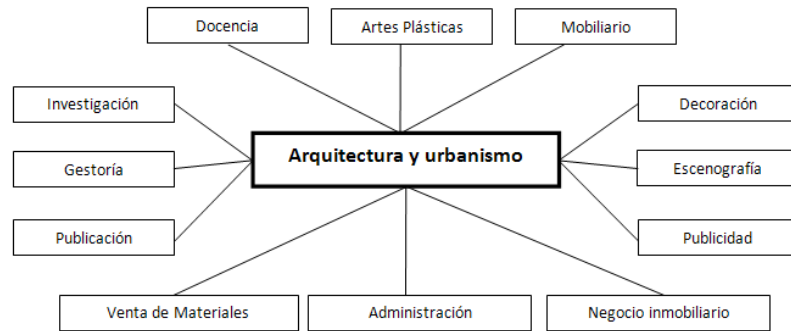 Docencia
Artes Plásticas
Mobiliario
Investigación
Decoración
Arquitectura y urbanismo
Gestoría
Escenografía
Publicación
Publicidad
Venta de Materiales
Administración
Negocio inmobiliario